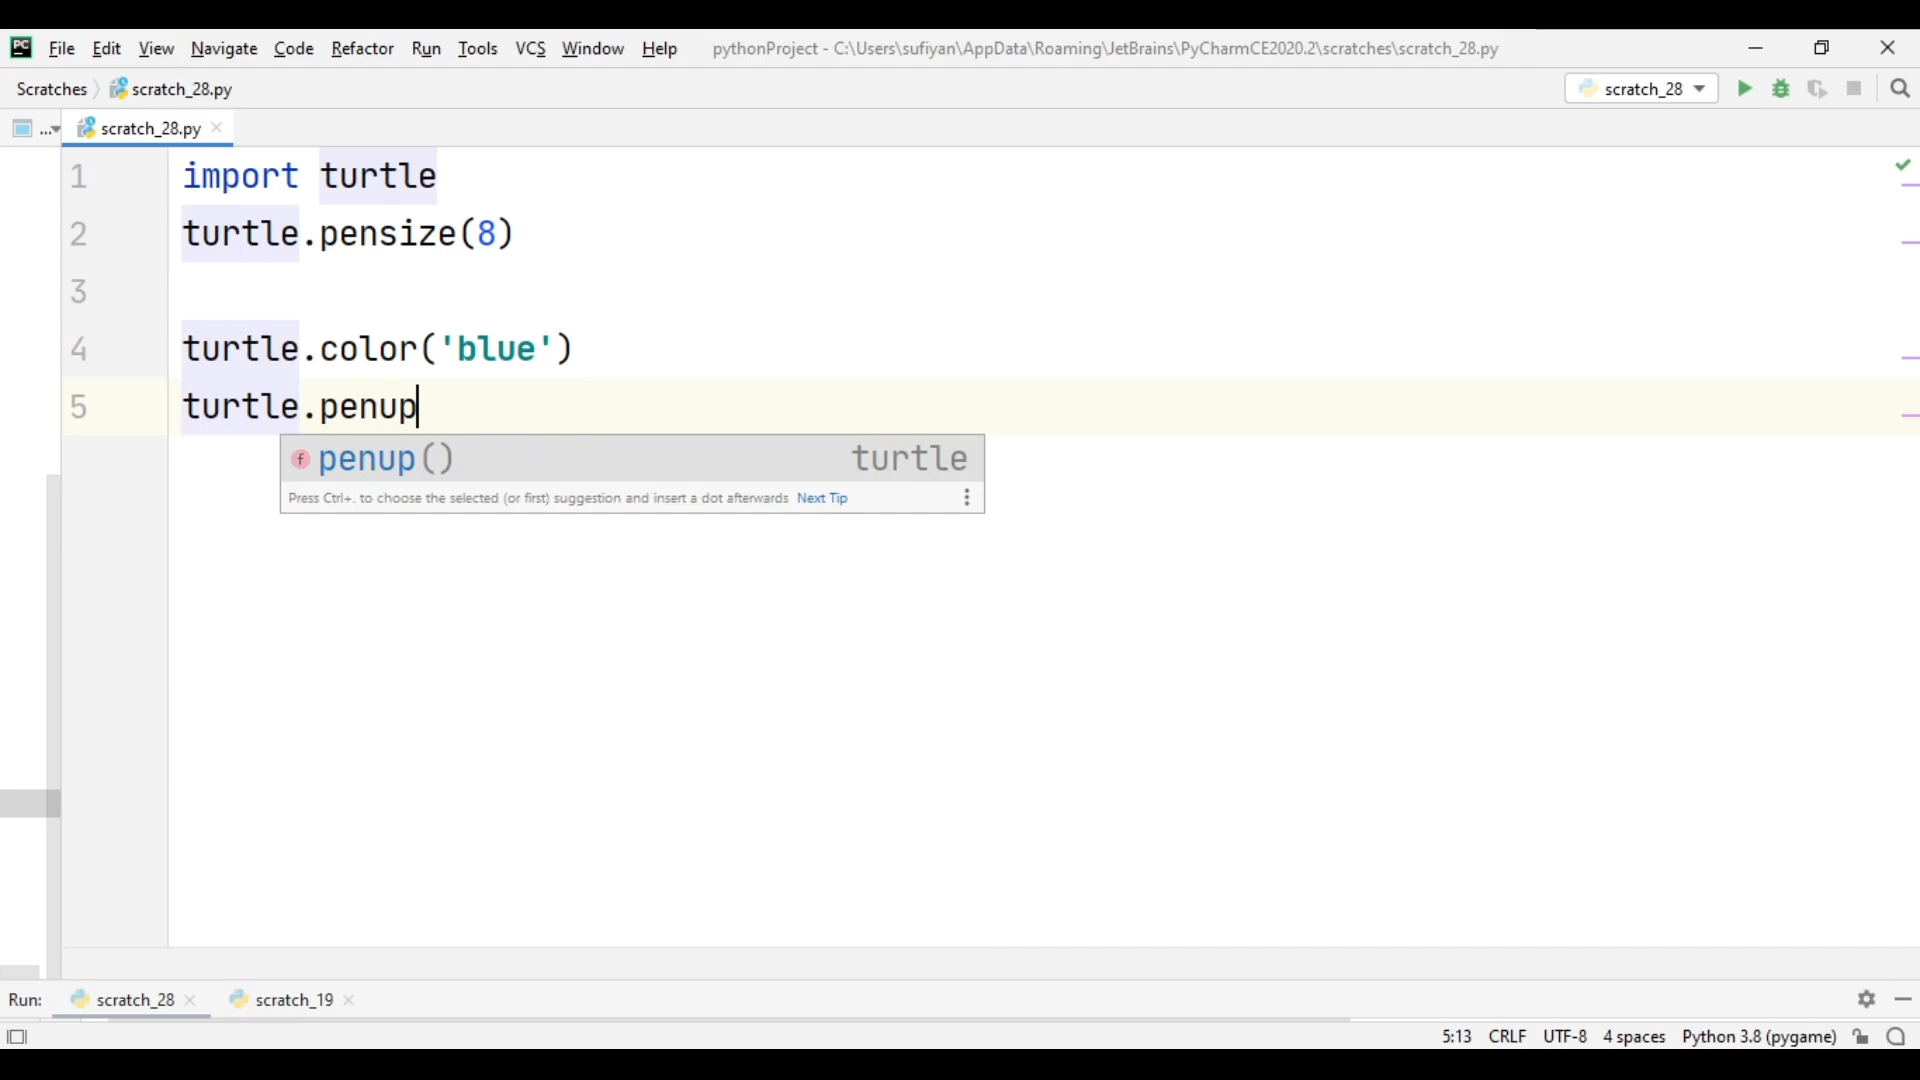 PC File Edit View Navigate Code Refactor Run Tools VCS Window Help pythonProject - C:\Users\sufiyan\AppData\Roaming\JetBrains\PyCharmCE2020.2\scratches\scratch_28.py
Scratches scratch_28.py scratch_28
... scratch_28.py
1 import turtle
2 turtle.pensize(8)
3
4 turtle.color('blue')
5 turtle.penup
f penup() turtle
Press Ctrl+. to choose the selected (or first) suggestion and insert a dot afterwards Next Tip
Run: scratch_28 scratch_19
5:13 CRLF UTF-8 4 spaces Python 3.8 (pygame)